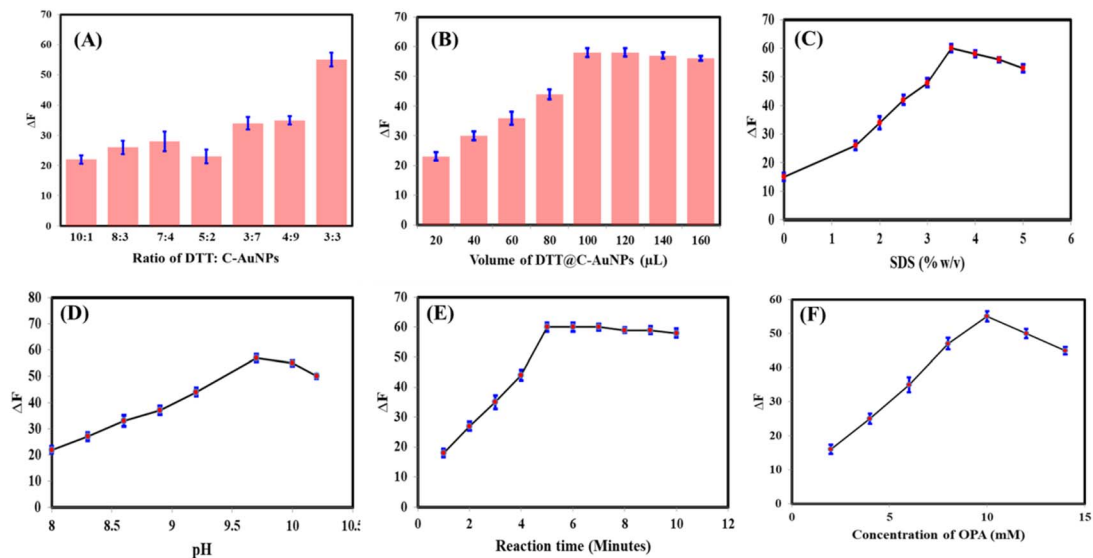 (A)
70
60
50
40
30
20
10
0
ΔF
10:1 8:3 7:4 5:2 3:7 4:9 3:3
Ratio of DTT: C-AuNPs
(B)
70
60
50
40
30
20
10
0
ΔF
20 40 60 80 100 120 140 160
Volume of DTT@C-AuNPs (µL)
(C)
70
60
50
40
30
20
10
0
ΔF
0 1 2 3 4 5 6
SDS (% w/v)
(D)
80
70
60
50
40
30
20
10
0
ΔF
8 8.5 9 9.5 10 10.5
pH
(E)
70
60
50
40
30
20
10
0
ΔF
0 2 4 6 8 10 12
Reaction time (Minutes)
(F)
60
50
40
30
20
10
0
ΔF
0 5 10 15
Concentration of OPA (mM)